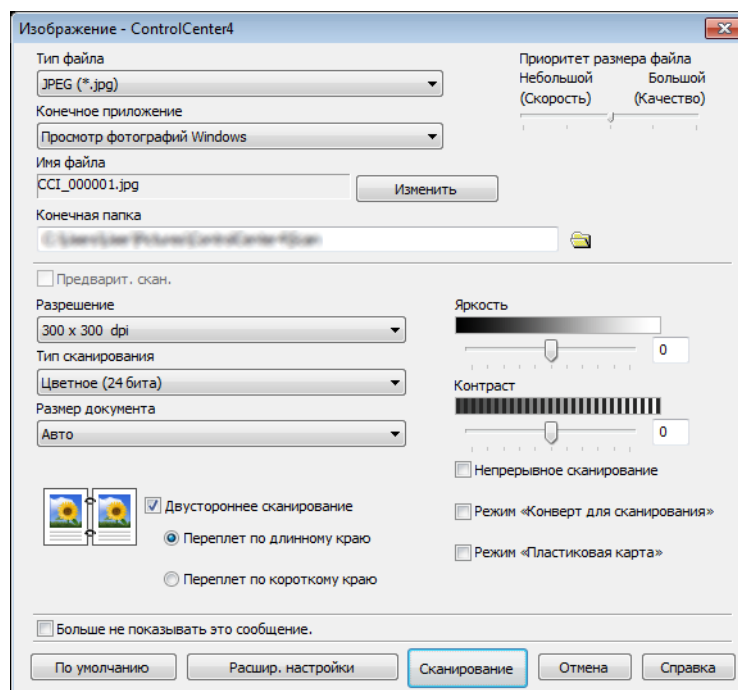 Изображение - ControlCenter4
Тип файла
JPEG (*.jpg)
Приоритет размера файла
Небольшой Большой
(Скорость) (Качество)
Конечное приложение
Просмотр фотографий Windows
Имя файла
CCI_000001.jpg
Изменить
Конечная папка
Предварит. скан.
Разрешение
300 x 300 dpi
Тип сканирования
Цветное (24 бита)
Размер документа
Авто
Яркость
0
Контраст
0
Непрерывное сканирование
Режим «Конверт для сканирования»
Режим «Пластиковая карта»
Двустороннее сканирование
Переплет по длинному краю
Переплет по короткому краю
Больше не показывать это сообщение.
По умолчанию Расшир. настройки Сканирование Отмена Справка